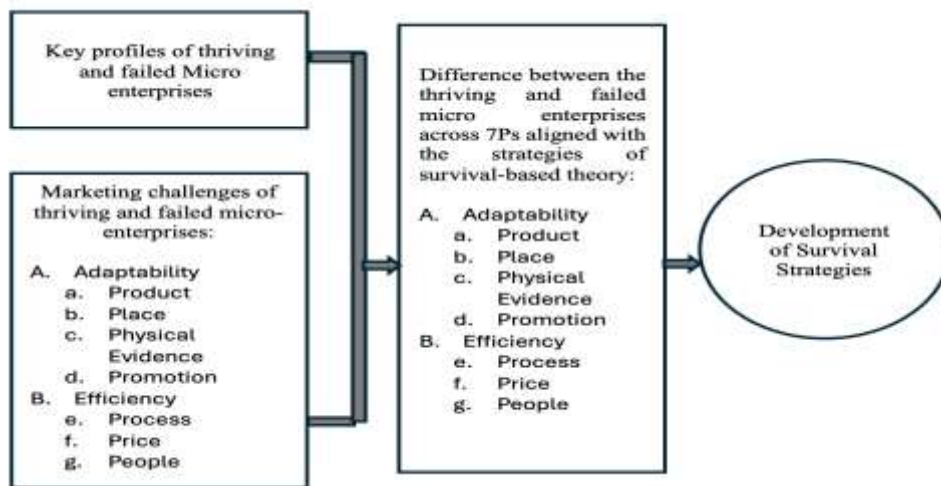 Key profiles of thriving
and failed Micro
enterprises
Marketing challenges of
thriving and failed micro-
enterprises:
A. Adaptability
a. Product
b. Place
c. Physical
Evidence
d. Promotion
B. Efficiency
e. Process
f. Price
g. People
Difference between the
thriving and failed
micro enterprises
across 7Ps aligned with
the strategies of
survival-based theory:
A. Adaptability
a. Product
b. Place
c. Physical
Evidence
d. Promotion
B. Efficiency
e. Process
f. Price
g. People
Development
of Survival
Strategies